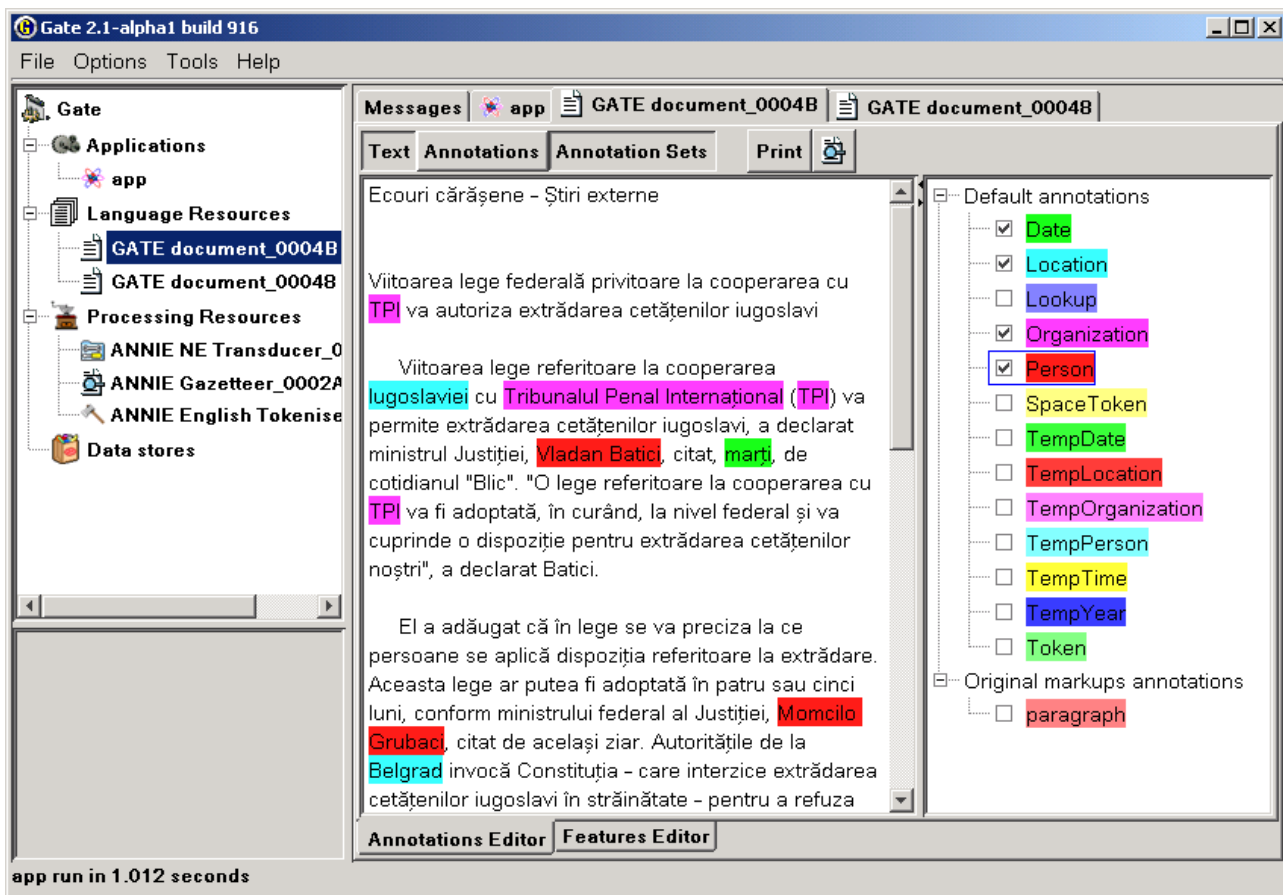 Gate 2.1-alpha1 build 916
File Options Tools Help
Gate
Applications
app
Language Resources
GATE document_0004B
GATE document_00048
Processing Resources
ANNIE NE Transducer_0
ANNIE Gazetteer_0002A
ANNIE English Tokenise
Data stores
Messages app GATE document_0004B GATE document_00048
Text Annotations Annotation Sets Print
Ecouri cărășene - Știri externe
Viitoarea lege federală privitoare la cooperarea cu
TPI va autoriza extrădarea cetățenilor iugoslavi
Viitoarea lege referitoare la cooperarea
Iugoslaviei cu Tribunalul Penal Internațional (TPI) va
permite extrădarea cetățenilor iugoslavi, a declarat
ministrul Justiției, Vladan Batici, citat, marți, de
cotidianul "Blic". "O lege referitoare la cooperarea cu
TPI va fi adoptată, în curând, la nivel federal și va
cuprinde o dispoziție pentru extrădarea cetățenilor
noștri", a declarat Batici.
El a adăugat că în lege se va preciza la ce
persoane se aplică dispoziția referitoare la extrădare.
Aceasta lege ar putea fi adoptată în patru sau cinci
luni, conform ministrului federal al Justiției, Momcilo
Grubaci, citat de același ziar. Autoritățile de la
Belgrad invocă Constituția - care interzice extrădarea
cetățenilor iugoslavi în străinătate - pentru a refuza
Default annotations
Date
Location
Lookup
Organization
Person
SpaceToken
TempDate
TempLocation
TempOrganization
TempPerson
TempTime
TempYear
Token
Original markups annotations
paragraph
Annotations Editor Features Editor
app run in 1.012 seconds